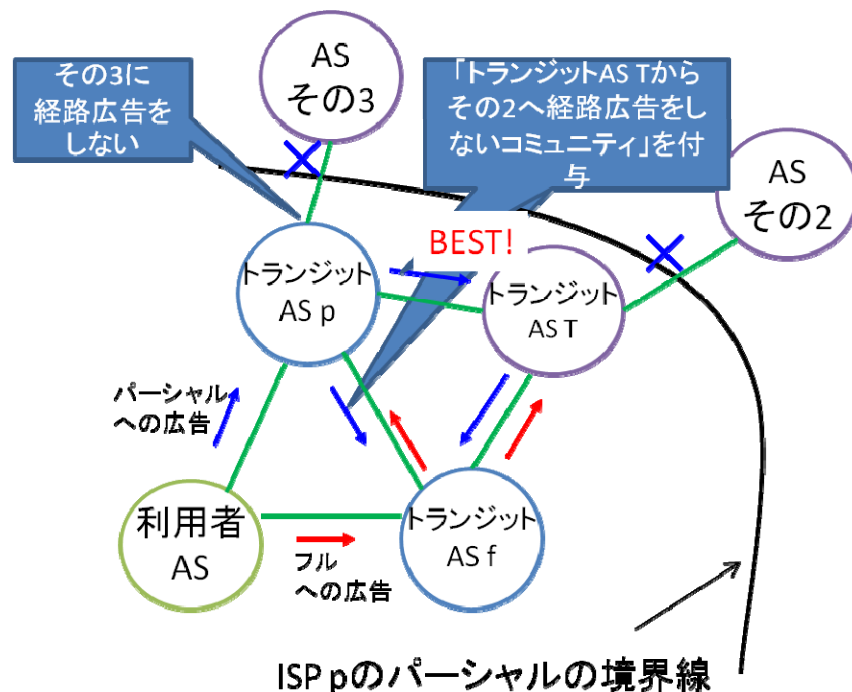 AS
その3
その3に
経路広告を
しない
「トランジットAS Tから
その2へ経路広告をし
ないコミュニティ」を付
与
AS
その2
BEST!
トランジット
AS p
トランジット
AS T
パーシャル
への広告
利用者
AS
フル
への広告
トランジット
AS f
ISP pのパーシャルの境界線